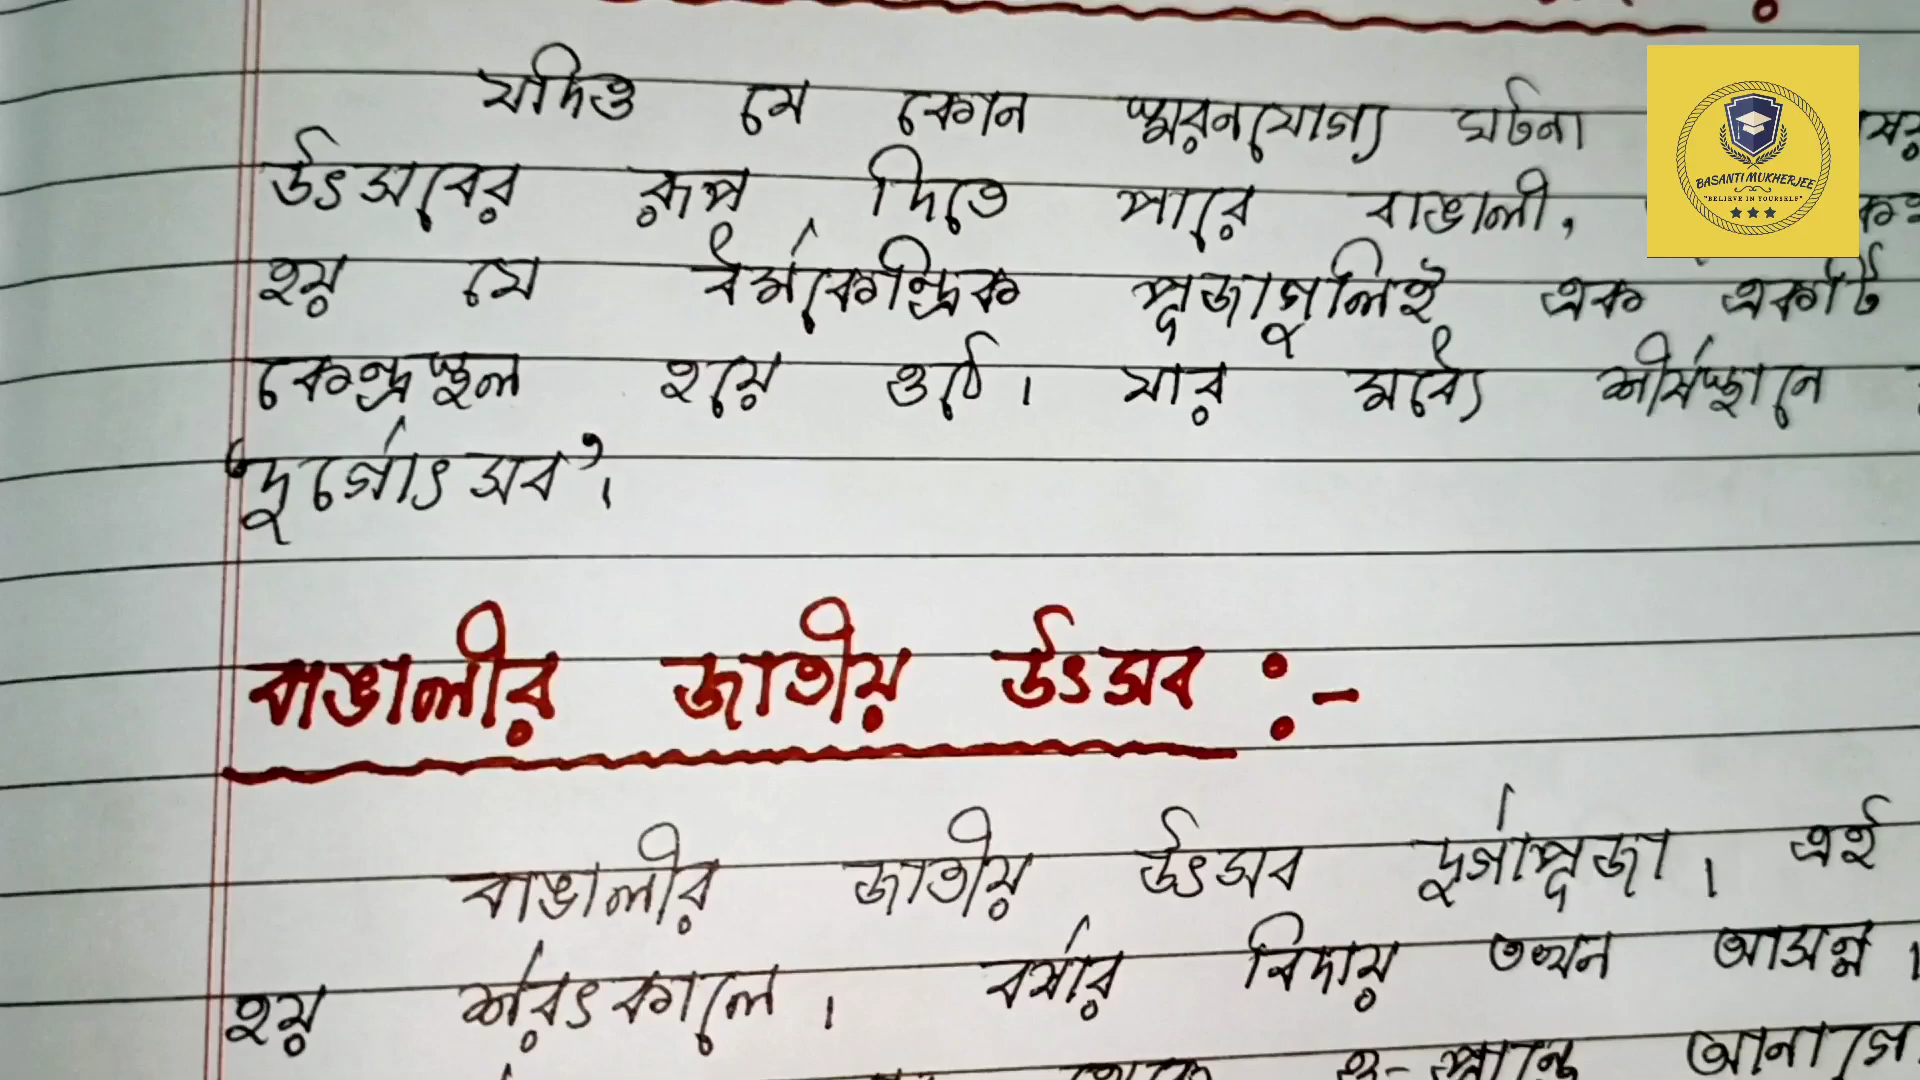 যদিও যে কোন স্মরনযোগ্য ঘটনা
উৎসবের রূপ দিতে পারে বাঙালী,
BASANTI MUKHERJEE
"BELIEVE IN YOURSELF"
হয় যে ধর্মকেন্দ্রিক পূজাগুলিই এক একটি
কেন্দ্রস্থল হয়ে ওঠে। যার মধ্যে শীর্ষস্থানে
'দুর্গোৎসব'।
বাঙালীর জাতীয় উৎসব :-
বাঙালীর জাতীয় উৎসব দুর্গাপূজা। এই
হয় শরৎকালে। বর্ষার বিদায় তখন আসন্ন।